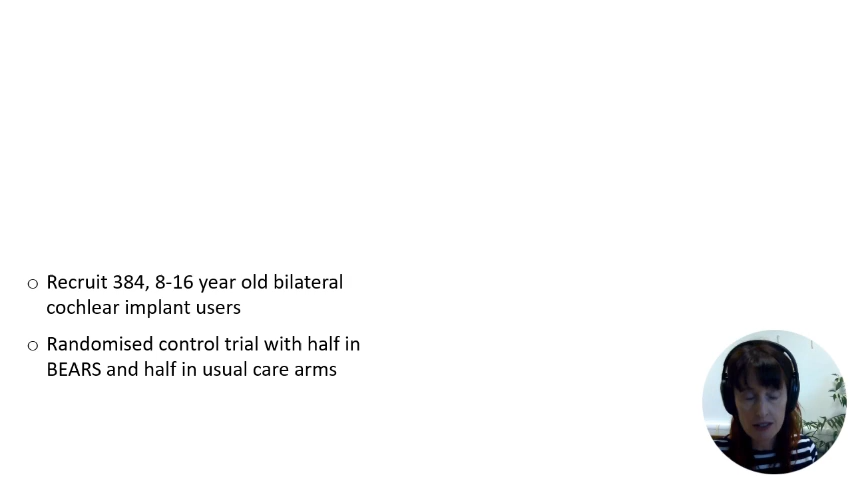 ○ Recruit 384, 8-16 year old bilateral
cochlear implant users
○ Randomised control trial with half in
BEARS and half in usual care arms